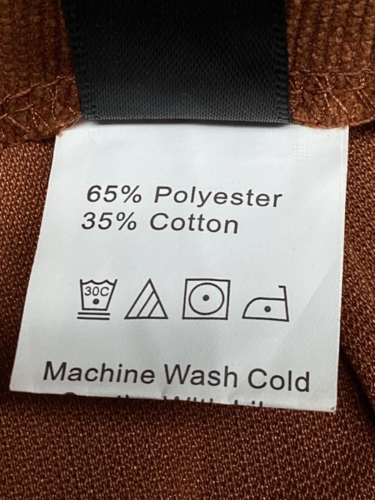 65% Polyester
35% Cotton
30C
Machine Wash Cold